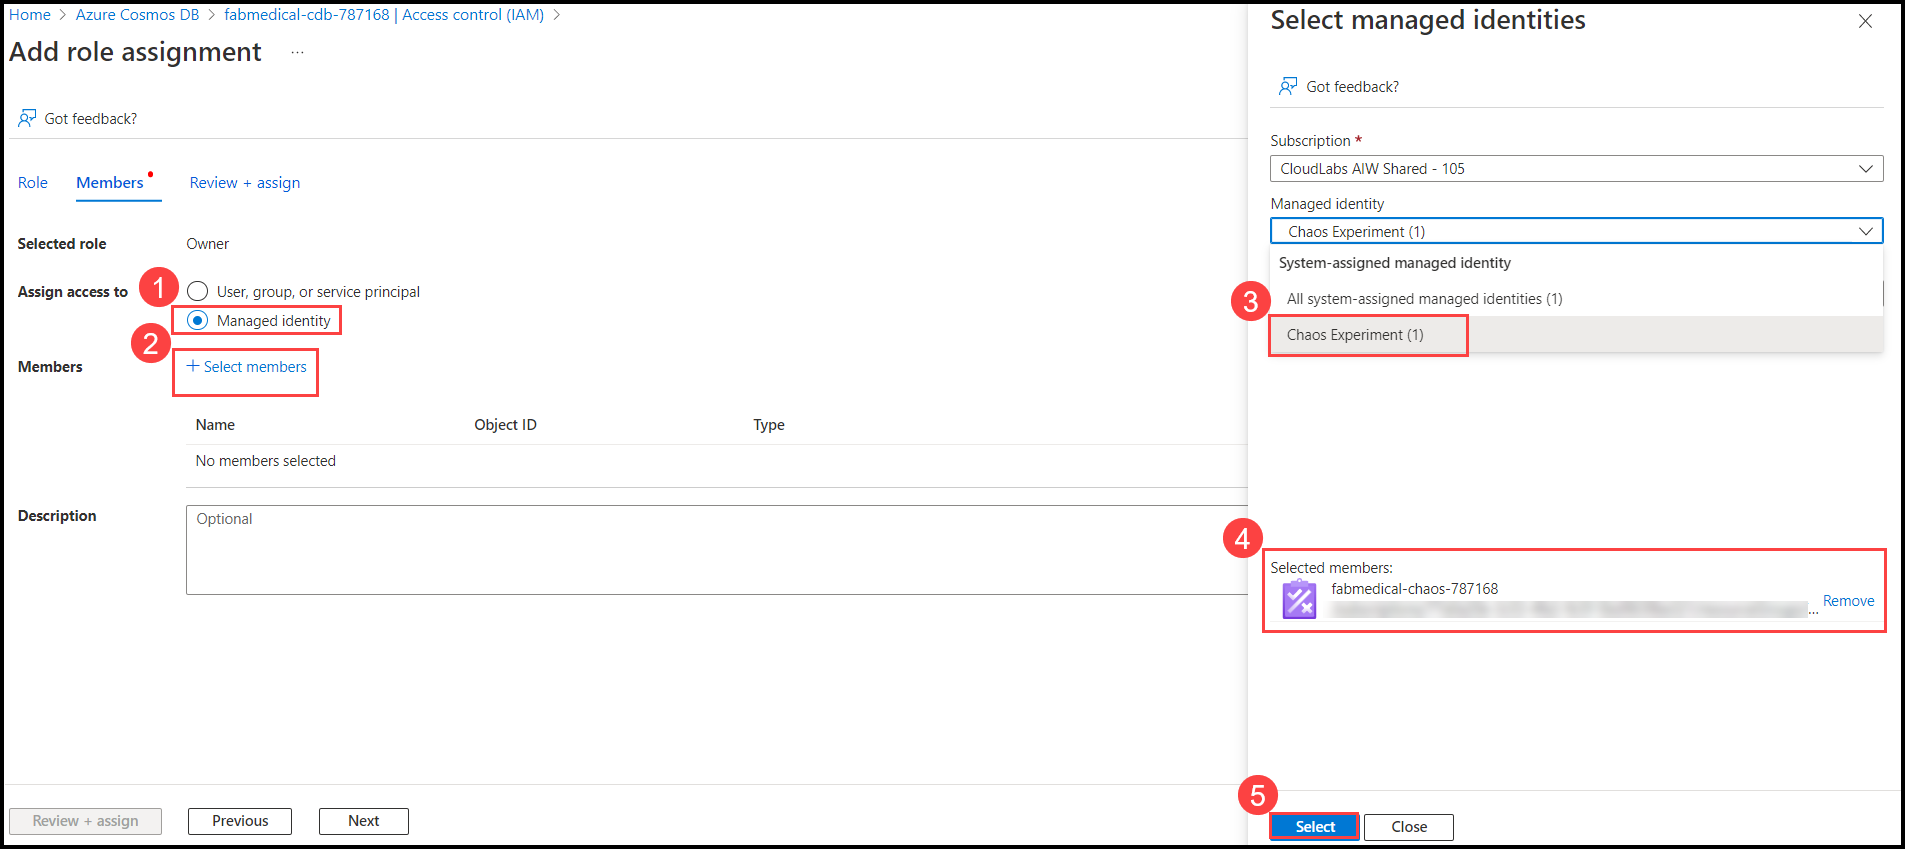 Home > Azure Cosmos DB > fabmedical-cdb-787168 | Access control (IAM) >
Add role assignment ...
Got feedback?
Role Members Review + assign
Selected role Owner
Assign access to 1 User, group, or service principal
Managed identity
2
Members + Select members
Name Object ID Type
No members selected
Description Optional
Review + assign Previous Next
Select managed identities
Got feedback?
Subscription *
CloudLabs AIW Shared - 105
Managed identity
Chaos Experiment (1)
System-assigned managed identity
3 All system-assigned managed identities (1)
Chaos Experiment (1)
4
Selected members:
fabmedical-chaos-787168
... Remove
5
Select Close